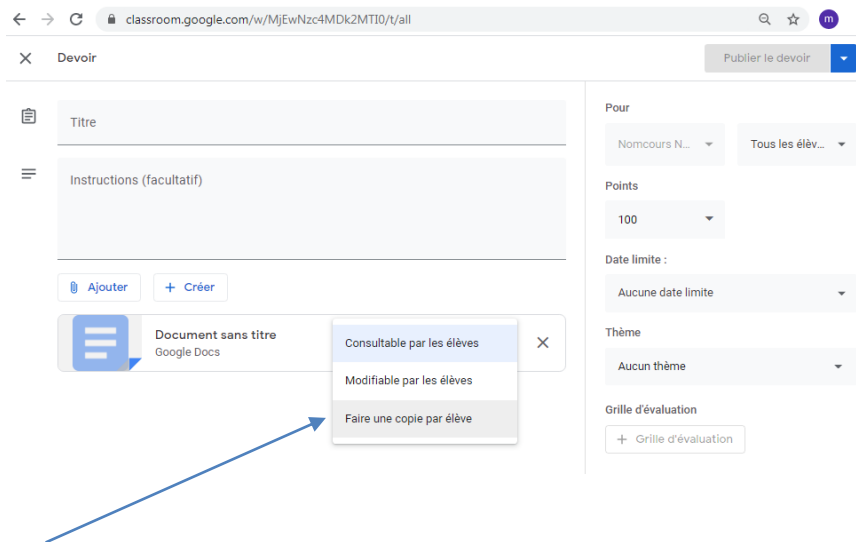 classroom.google.com/w/MjEwNzc4MDk2MTI0/t/all
m
Devoir
Publier le devoir
Titre
Instructions (facultatif)
Ajouter
+ Créer
Document sans titre
Google Docs
Consultable par les élèves
Modifiable par les élèves
Faire une copie par élève
Pour
Nomcours N...
Tous les élèv...
Points
100
Date limite :
Aucune date limite
Thème
Aucun thème
Grille d'évaluation
+ Grille d'évaluation